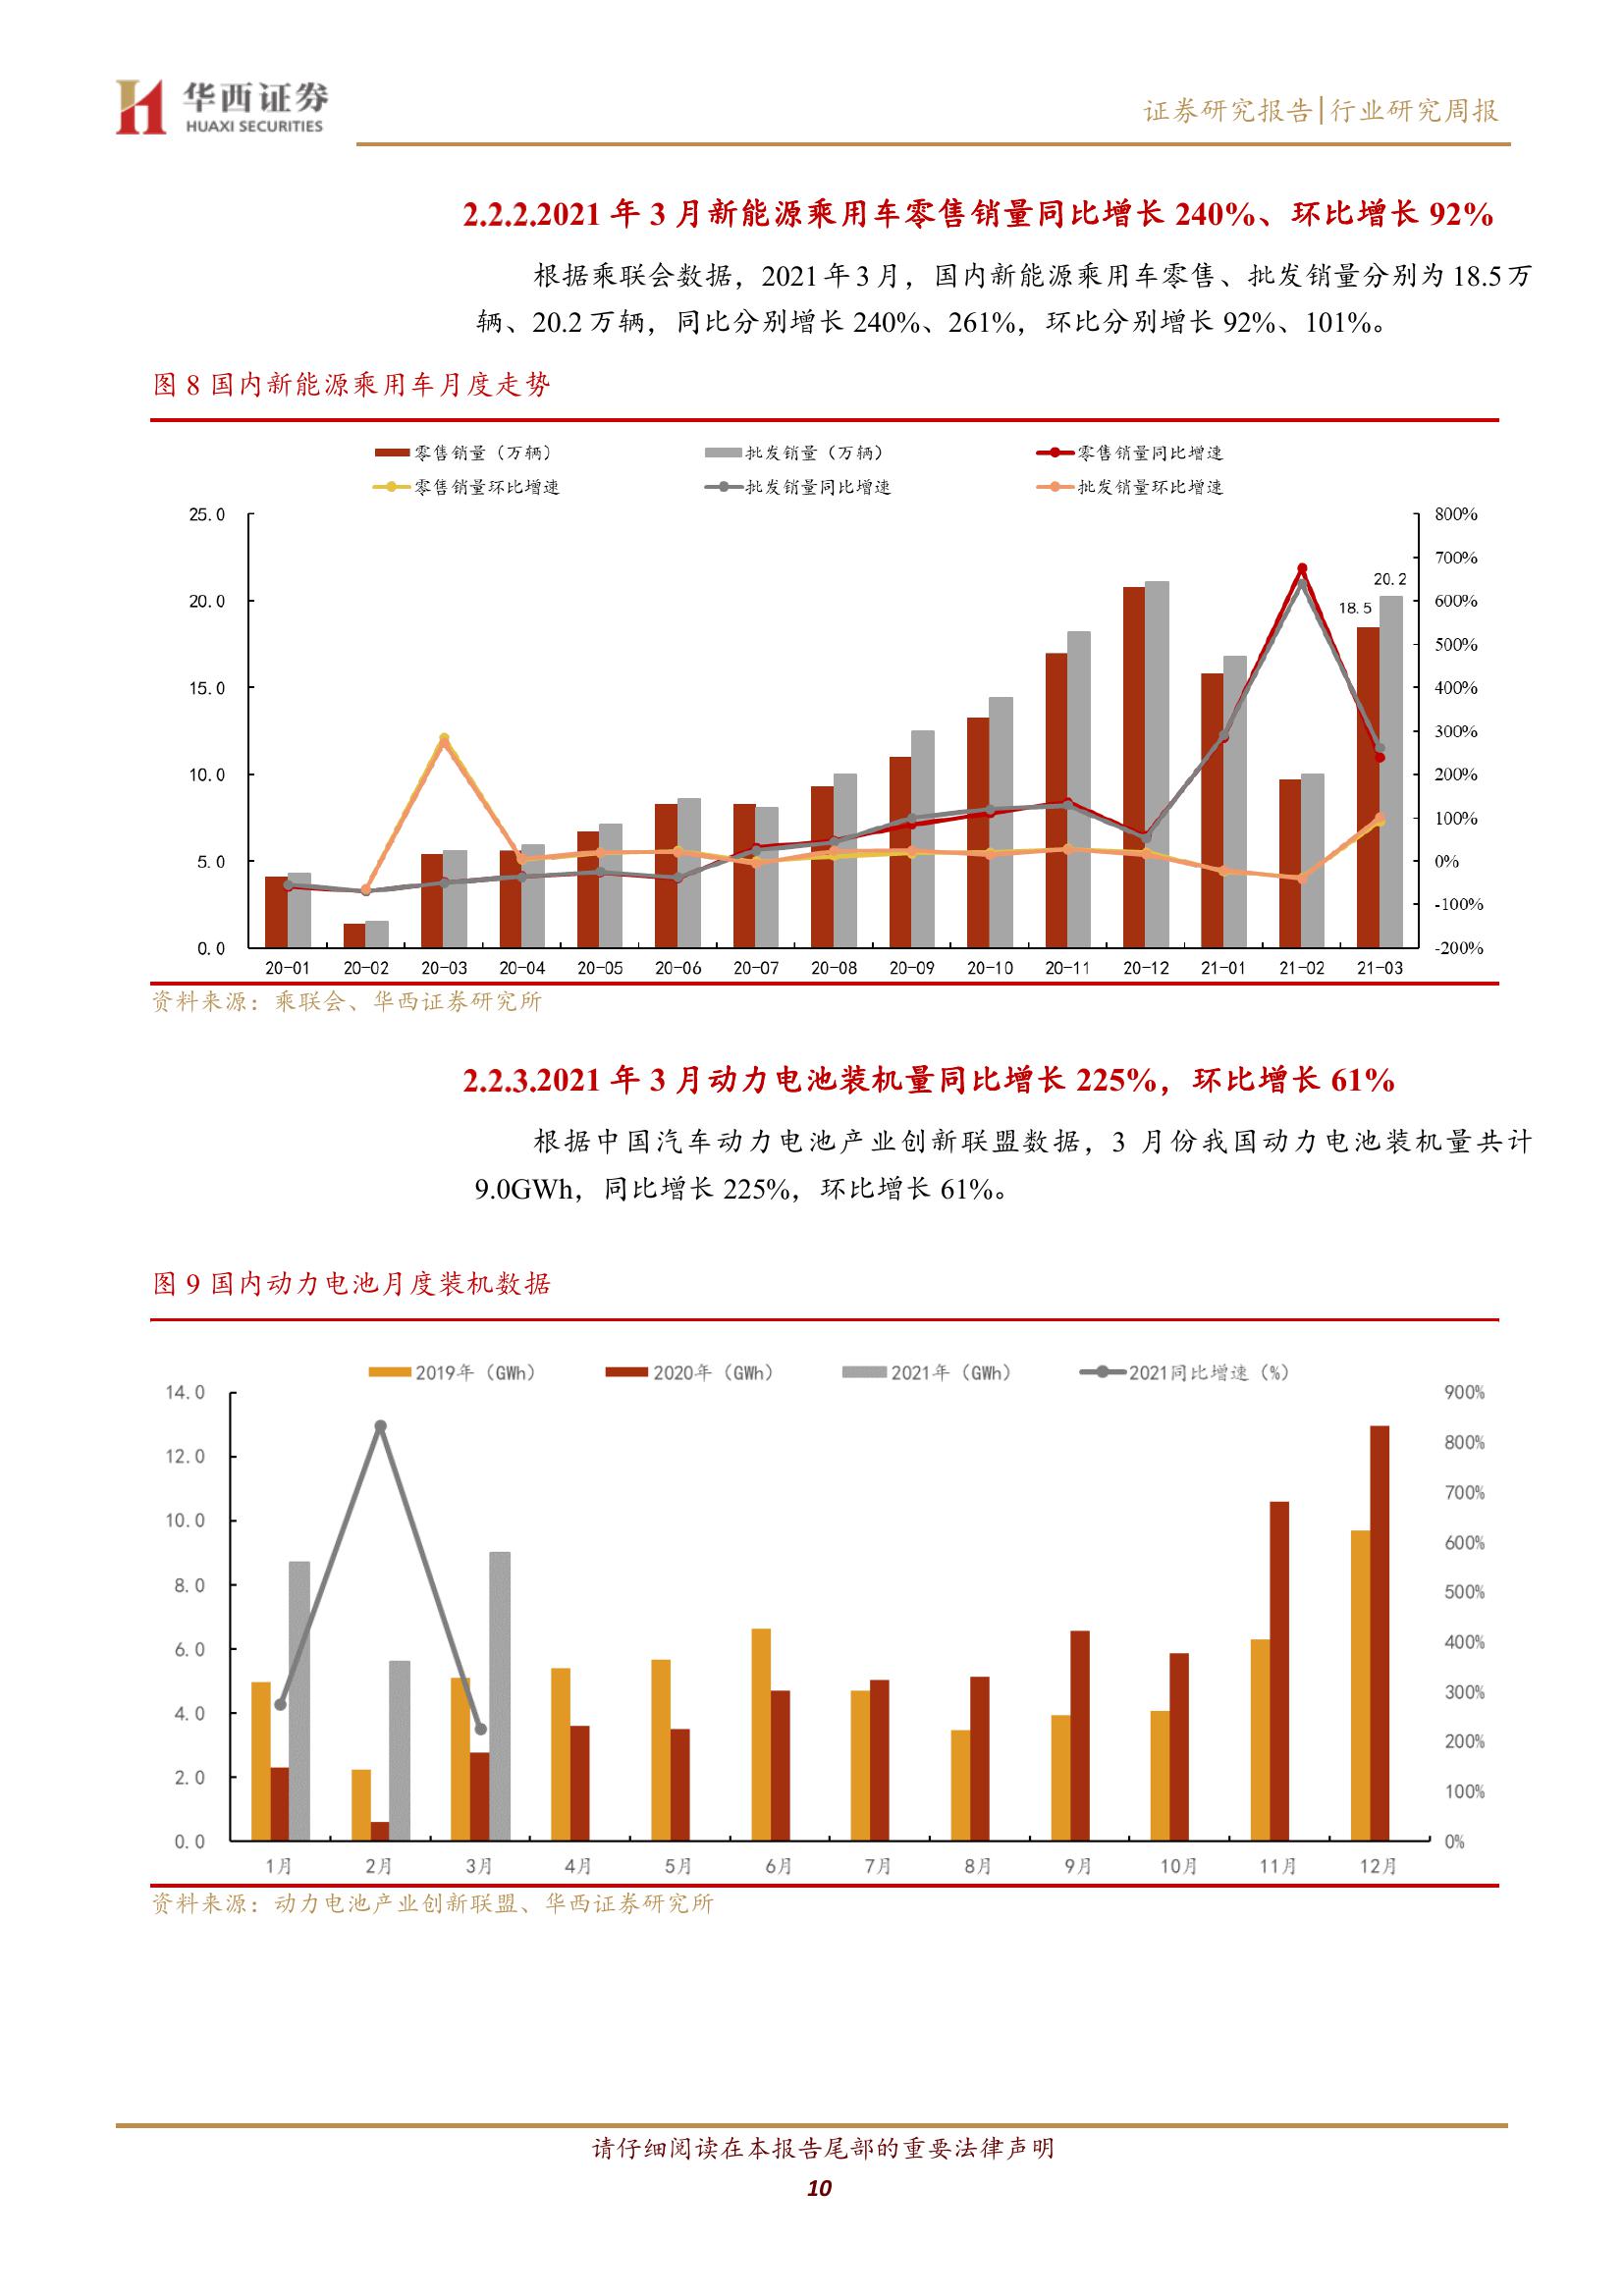 华西证券
HUAXI SECURITIES
证券研究报告|行业研究周报
2.2.2.2021 年 3 月新能源乘用车零售销量同比增长 240%、环比增长 92%
根据乘联会数据，2021 年 3 月，国内新能源乘用车零售、批发销量分别为 18.5 万
辆、20.2 万辆，同比分别增长 240%、261%，环比分别增长 92%、101%。
图 8 国内新能源乘用车月度走势
零售销量（万辆） 批发销量（万辆） 零售销量同比增速
零售销量环比增速 批发销量同比增速 批发销量环比增速
25.0 800%
700%
20.0 600%
500%
15.0 400%
300%
10.0 200%
100%
5.0 0%
-100%
0.0 -200%
20.2
18.5
20-01 20-02 20-03 20-04 20-05 20-06 20-07 20-08 20-09 20-10 20-11 20-12 21-01 21-02 21-03
资料来源：乘联会、华西证券研究所
2.2.3.2021 年 3 月动力电池装机量同比增长 225%，环比增长 61%
根据中国汽车动力电池产业创新联盟数据，3 月份我国动力电池装机量共计
9.0GWh，同比增长 225%，环比增长 61%。
图 9 国内动力电池月度装机数据
2019年（GWh） 2020年（GWh） 2021年（GWh） 2021同比增速（%）
14.0 900%
12.0 800%
700%
10.0 600%
8.0 500%
6.0 400%
4.0 300%
200%
2.0 100%
0.0 0%
1月 2月 3月 4月 5月 6月 7月 8月 9月 10月 11月 12月
资料来源：动力电池产业创新联盟、华西证券研究所
请仔细阅读在本报告尾部的重要法律声明
10